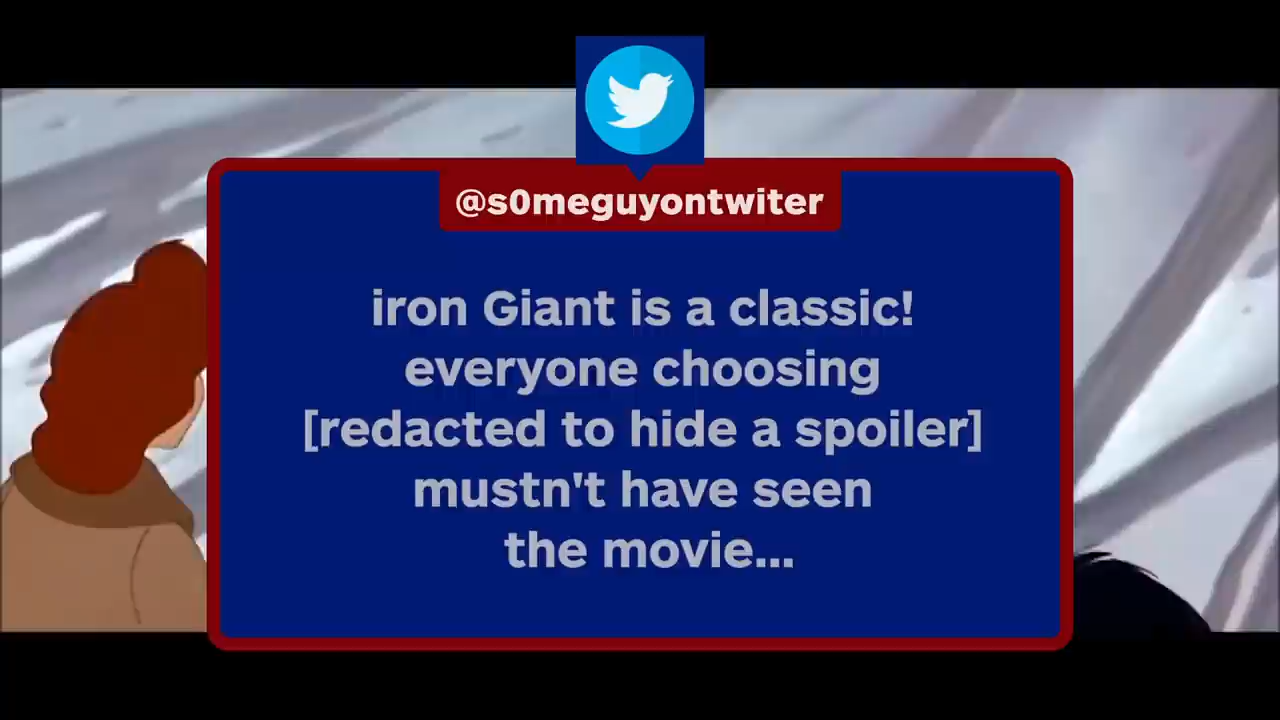 @s0meguyontwiter
iron Giant is a classic!
everyone choosing
[redacted to hide a spoiler]
mustn't have seen
the movie...